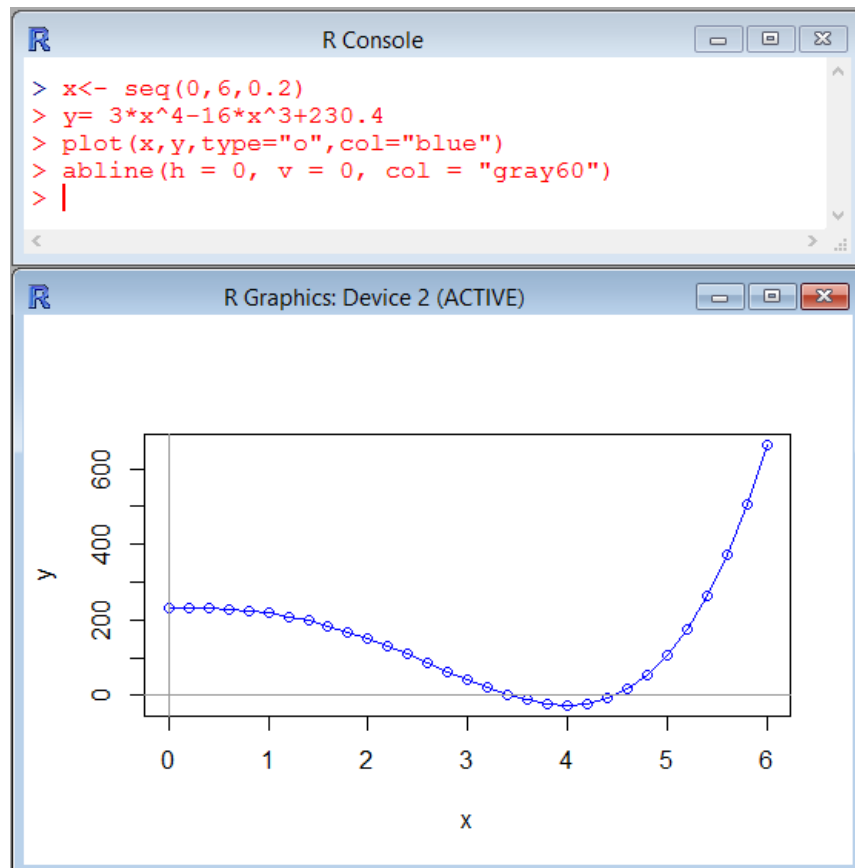 R Console
> x<- seq(0,6,0.2)
> y= 3*x^4-16*x^3+230.4
> plot(x,y,type="o",col="blue")
> abline(h = 0, v = 0, col = "gray60")
>
R Graphics: Device 2 (ACTIVE)
600
400
200
0
y
0 1 2 3 4 5 6
x